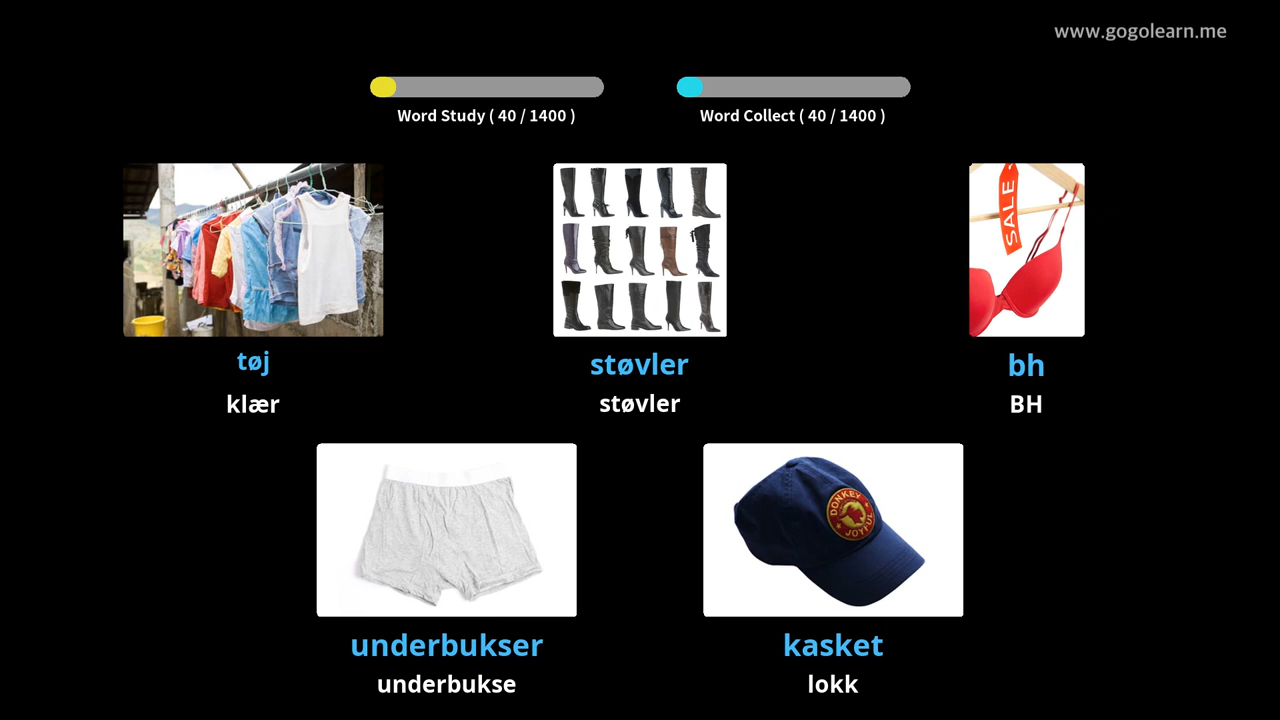 www.gogolearn.me
Word Study ( 40 / 1400 )
Word Collect ( 40 / 1400 )
SALE
tøj
støvler
bh
klær
støvler
BH
DONKEY
JOYFUL
underbukser
kasket
underbukse
lokk